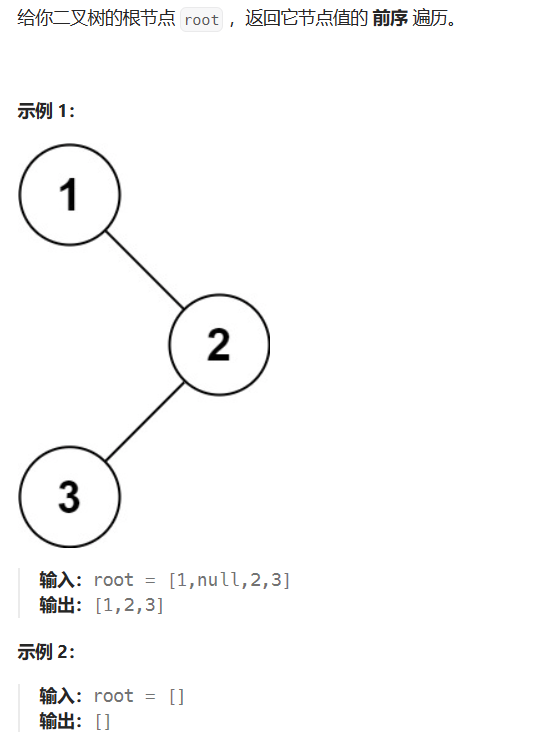 给你二叉树的根节点 root ，返回它节点值的 前序 遍历。
示例 1：
1
2
3
输入：root = [1,null,2,3]
输出：[1,2,3]
示例 2：
输入：root = []
输出：[]